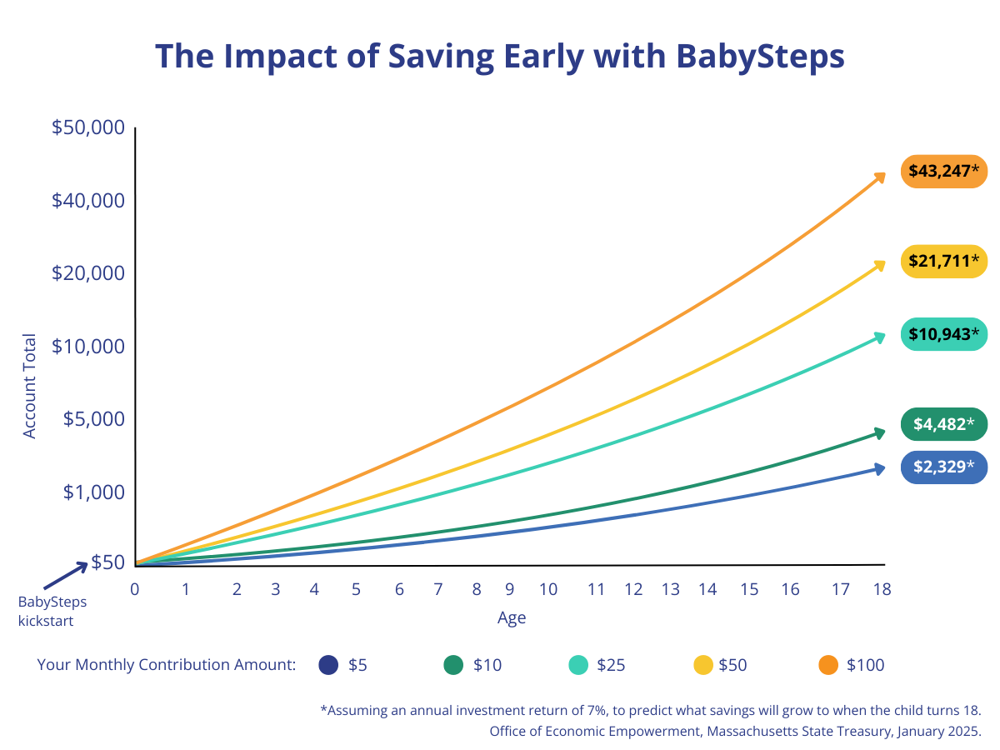 The Impact of Saving Early with BabySteps
$50,000
$40,000
$20,000
$10,000
$5,000
$1,000
$50
Account Total
BabySteps
kickstart
$43,247*
$21,711*
$10,943*
$4,482*
$2,329*
0 1 2 3 4 5 6 7 8 9 10 11 12 13 14 15 16 17 18
Age
Your Monthly Contribution Amount: $5 $10 $25 $50 $100
*Assuming an annual investment return of 7%, to predict what savings will grow to when the child turns 18.
Office of Economic Empowerment, Massachusetts State Treasury, January 2025.